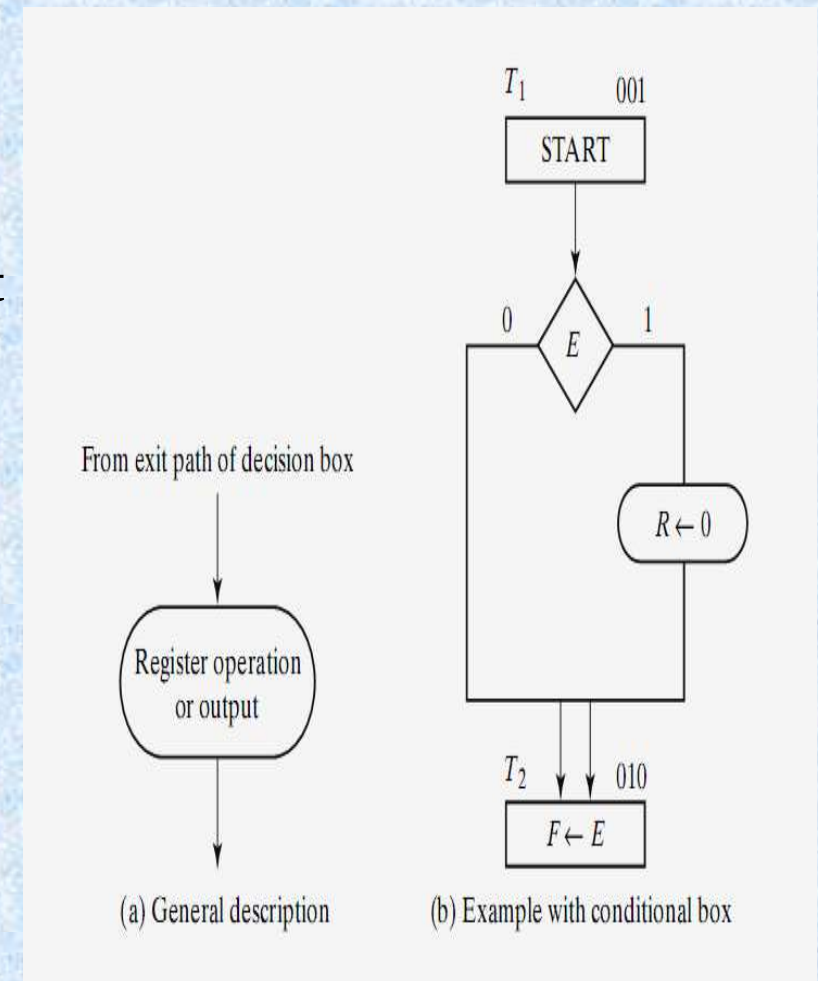 From exit path of decision box
Register operation
or output
(a) General description
T₁ 001
START
0 E 1
R ← 0
T₂ 010
F ← E
(b) Example with conditional box